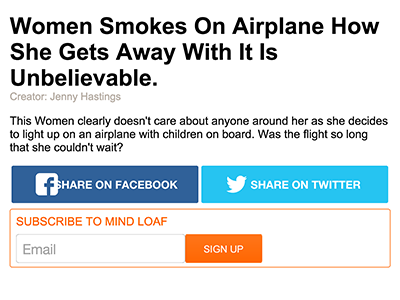 Women Smokes On Airplane How
She Gets Away With It Is
Unbelievable.
Creator: Jenny Hastings
This Women clearly doesn't care about anyone around her as she decides
to light up on an airplane with children on board. Was the flight so long
that she couldn't wait?
SHARE ON FACEBOOK
SHARE ON TWITTER
SUBSCRIBE TO MIND LOAF
Email
SIGN UP